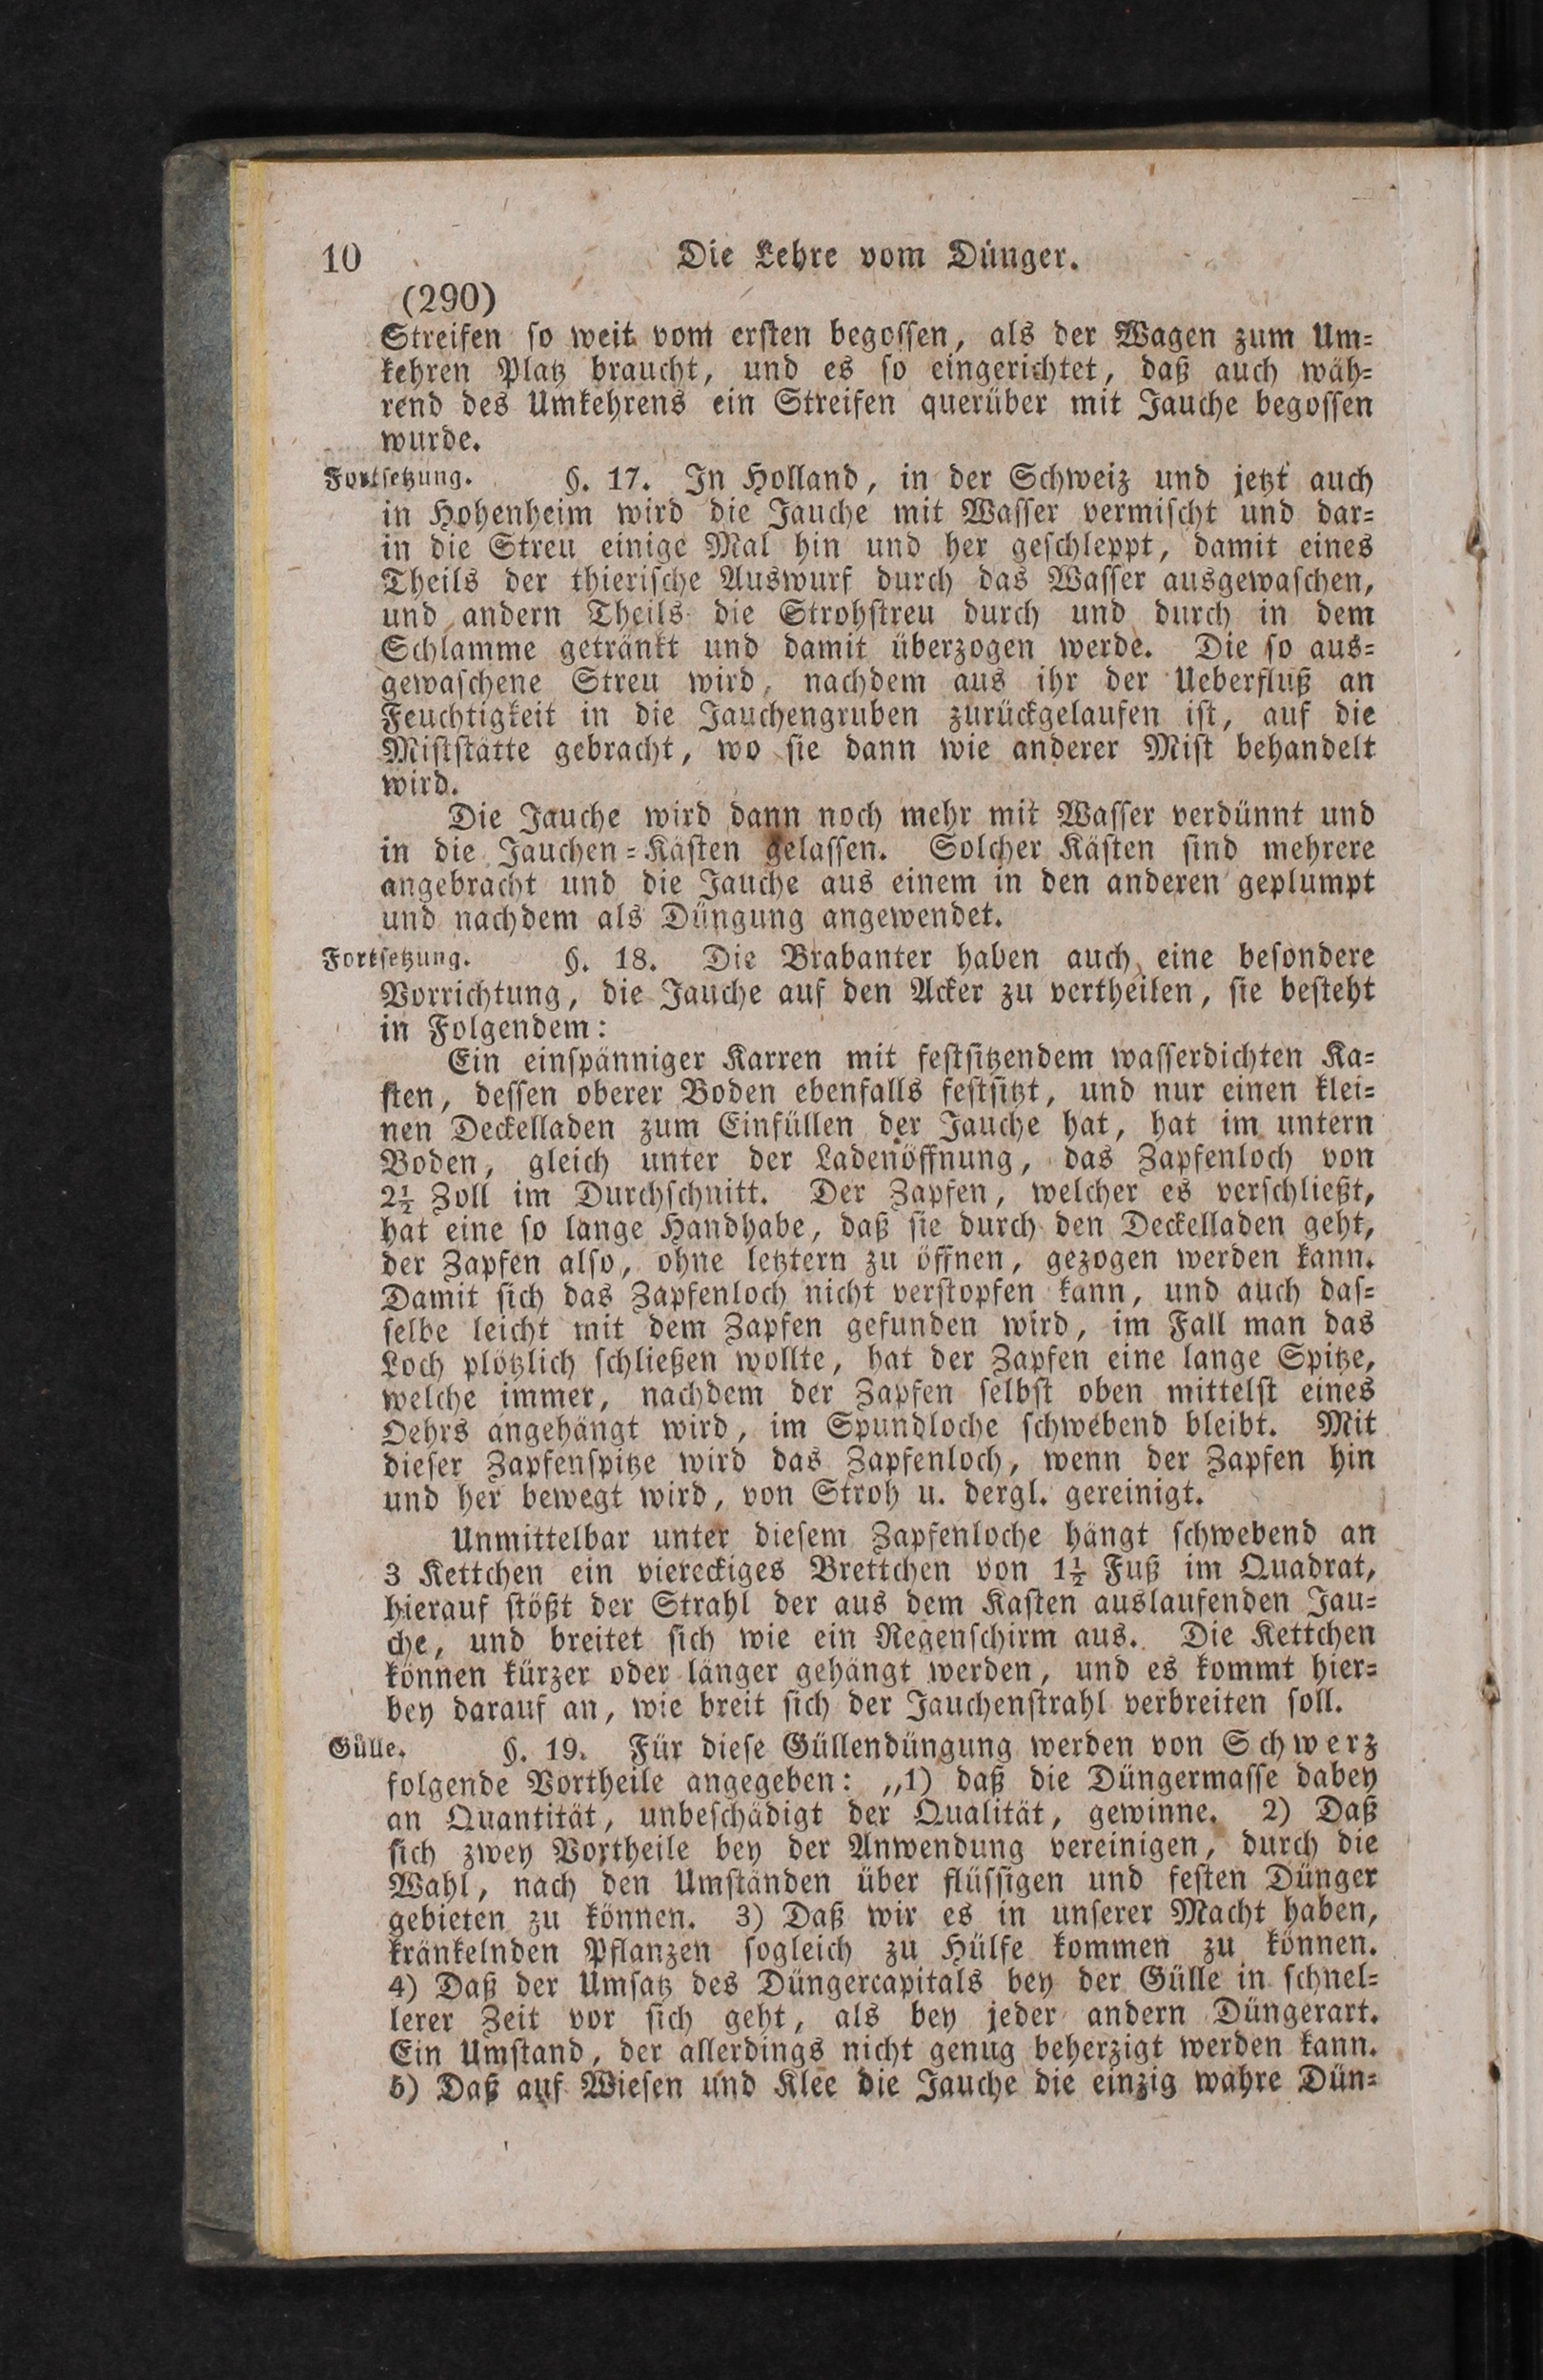 10 Die Lehre vom Dünger.
(290)
Streifen so weit vom ersten begossen, als der Wagen zum Um-
kehren Platz braucht, und es so eingerichtet, daß auch wäh-
rend des Umkehrens ein Streifen querüber mit Jauche begossen
wurde.
Fortsetzung. §. 17. In Holland, in der Schweiz und jetzt auch
in Hohenheim wird die Jauche mit Wasser vermischt und dar-
in die Streu einige Mal hin und her geschleppt, damit eines
Theils der thierische Auswurf durch das Wasser ausgewaschen,
und andern Theils die Strohstreu durch und durch in dem
Schlamme getränkt und damit überzogen werde. Die so aus-
gewaschene Streu wird, nachdem aus ihr der Ueberfluß an
Feuchtigkeit in die Jauchengruben zurückgelaufen ist, auf die
Miststätte gebracht, wo sie dann wie anderer Mist behandelt
wird.
Die Jauche wird dann noch mehr mit Wasser verdünnt und
in die Jauchen-Kästen gelassen. Solcher Kästen sind mehrere
angebracht und die Jauche aus einem in den anderen geplumpt
und nachdem als Düngung angewendet.
Fortsetzung. §. 18. Die Brabanter haben auch eine besondere
Vorrichtung, die Jauche auf den Acker zu vertheilen, sie besteht
in Folgendem:
Ein einspänniger Karren mit festsitzendem wasserdichten Ka-
sten, dessen oberer Boden ebenfalls festsitzt, und nur einen klei-
nen Deckelladen zum Einfüllen der Jauche hat, hat im untern
Boden, gleich unter der Ladenöffnung, das Zapfenloch von
2½ Zoll im Durchschnitt. Der Zapfen, welcher es verschließt,
hat eine so lange Handhabe, daß sie durch den Deckelladen geht,
der Zapfen also, ohne letztern zu öffnen, gezogen werden kann.
Damit sich das Zapfenloch nicht verstopfen kann, und auch das-
selbe leicht mit dem Zapfen gefunden wird, im Fall man das
Loch plötzlich schließen wollte, hat der Zapfen eine lange Spitze,
welche immer, nachdem der Zapfen selbst oben mittelst eines
Oehrs angehängt wird, im Spundloche schwebend bleibt. Mit
dieser Zapfenspitze wird das Zapfenloch, wenn der Zapfen hin
und her bewegt wird, von Stroh u. dergl. gereinigt.
Unmittelbar unter diesem Zapfenloche hängt schwebend an
3 Kettchen ein viereckiges Brettchen von 1½ Fuß im Quadrat,
hierauf stößt der Strahl der aus dem Kasten auslaufenden Jau-
che, und breitet sich wie ein Regenschirm aus. Die Kettchen
können kürzer oder länger gehängt werden, und es kommt hier-
bey darauf an, wie breit sich der Jauchenstrahl verbreiten soll.
Gülle. §. 19. Für diese Güllendüngung werden von Schwerz
folgende Vortheile angegeben: „1) daß die Düngermasse dabey
an Quantität, unbeschädigt der Qualität, gewinne. 2) Daß
sich zwey Vortheile bey der Anwendung vereinigen, durch die
Wahl, nach den Umständen über flüssigen und festen Dünger
gebieten zu können. 3) Daß wir es in unserer Macht haben,
kränkelnden Pflanzen sogleich zu Hülfe kommen zu können.
4) Daß der Umsatz des Düngercapitals bey der Gülle in schnel-
lerer Zeit vor sich geht, als bey jeder andern Düngerart.
Ein Umstand, der allerdings nicht genug beherzigt werden kann.
5) Daß auf Wiesen und Klee die Jauche die einzig wahre Dün-